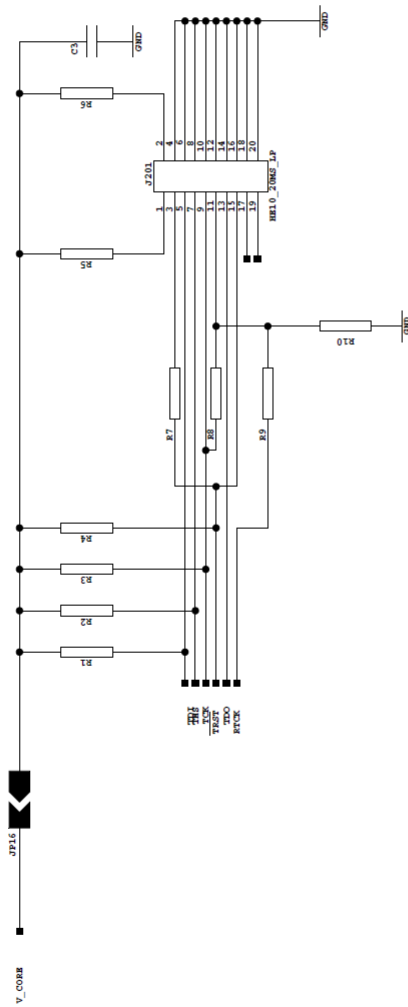 C3
GND
R6
2
4
6
8
10
12
14
16
18
20
GND
J201
HE10_20MS_LP
1
3
5
7
9
11
13
15
17
19
R5
R10
GND
R7
R8
R9
R4
R3
R2
R1
TDI
TMS
TCK
TRST
TDO
RTCK
JP16
V_CORE